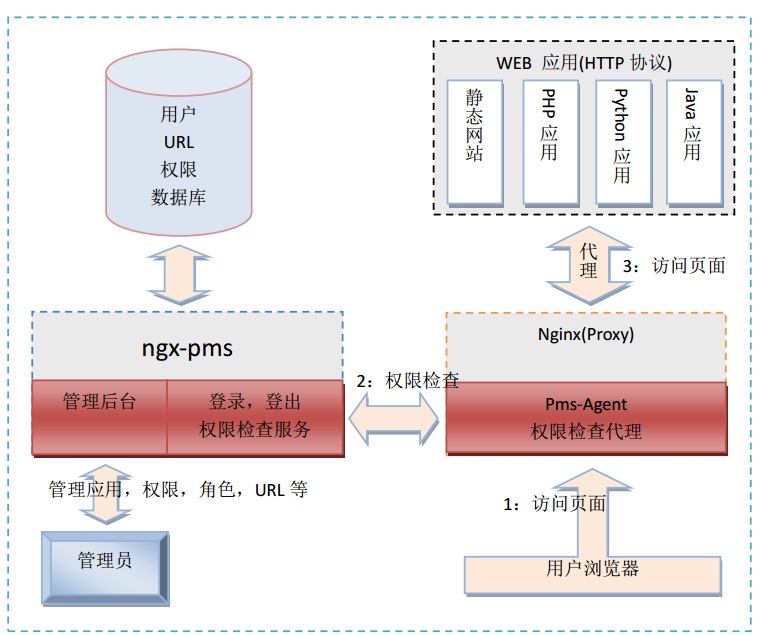 用户
URL
权限
数据库
WEB 应用(HTTP 协议)
静态网站
PHP 应用
Python 应用
Java 应用
代理
3：访问页面
ngx-pms
管理后台
登录，登出
权限检查服务
2：权限检查
Nginx(Proxy)
Pms-Agent
权限检查代理
管理应用，权限，角色，URL 等
管理员
1：访问页面
用户浏览器